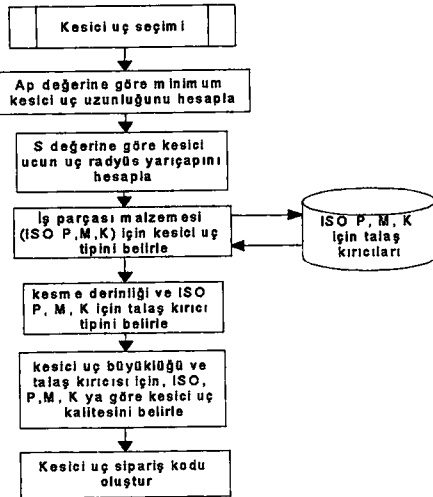 Kesici uç seçimi
Ap değerine göre minimum
kesici uç uzunluğunu hesapla
S değerine göre kesici
ucun uç radyüs yarıçapını
hesapla
İş parçası malzemesi
(ISO P,M,K) için kesici uç
tipini belirle
ISO P, M, K
için talaş
kırıcıları
kesme derinliği ve ISO
P, M, K için talaş kırıcı
tipini belirle
kesici uç büyüklüğü ve
talaş kırıcısı için, ISO,
P,M, K ya göre kesici uç
kalitesini belirle
Kesici uç sipariş kodu
oluştur